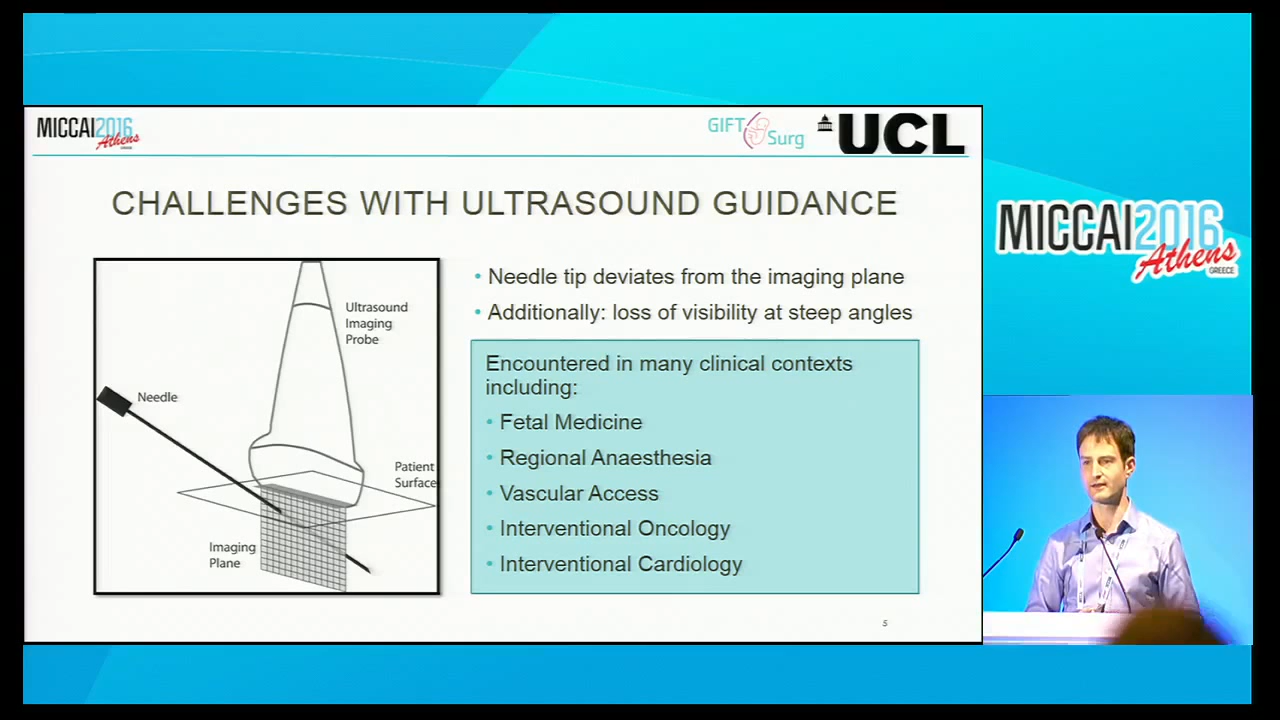 MICCAI2016
Athens
GREECE
GIFT
Surg
UCL
CHALLENGES WITH ULTRASOUND GUIDANCE
Ultrasound
Imaging
Probe
Needle
Patient
Surface
Imaging
Plane
• Needle tip deviates from the imaging plane
• Additionally: loss of visibility at steep angles
Encountered in many clinical contexts
including:
• Fetal Medicine
• Regional Anaesthesia
• Vascular Access
• Interventional Oncology
• Interventional Cardiology
5
MICCAI2016
Athens
GREECE